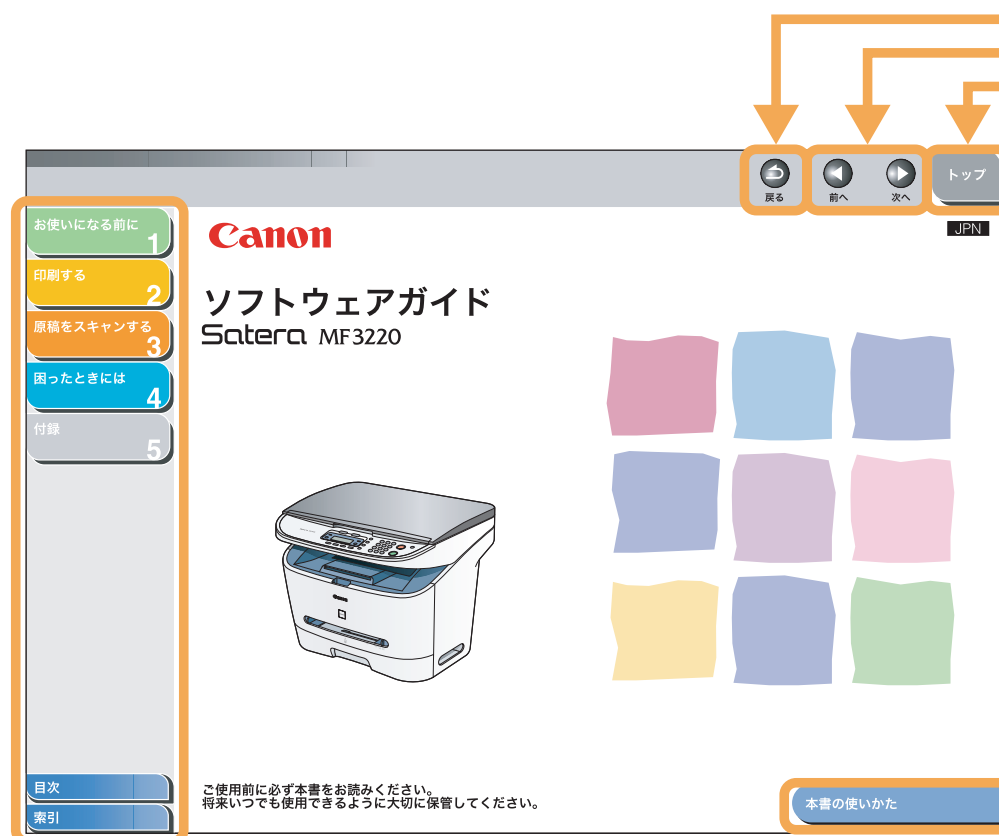 戻る
前へ
次へ
トップ
JPN
お使いになる前に
1
印刷する
2
原稿をスキャンする
3
困ったときには
4
付録
5
Canon
ソフトウェアガイド
Satera MF3220
Canon
目次
索引
ご使用前に必ず本書をお読みください。
将来いつでも使用できるように大切に保管してください。
本書の使いかた